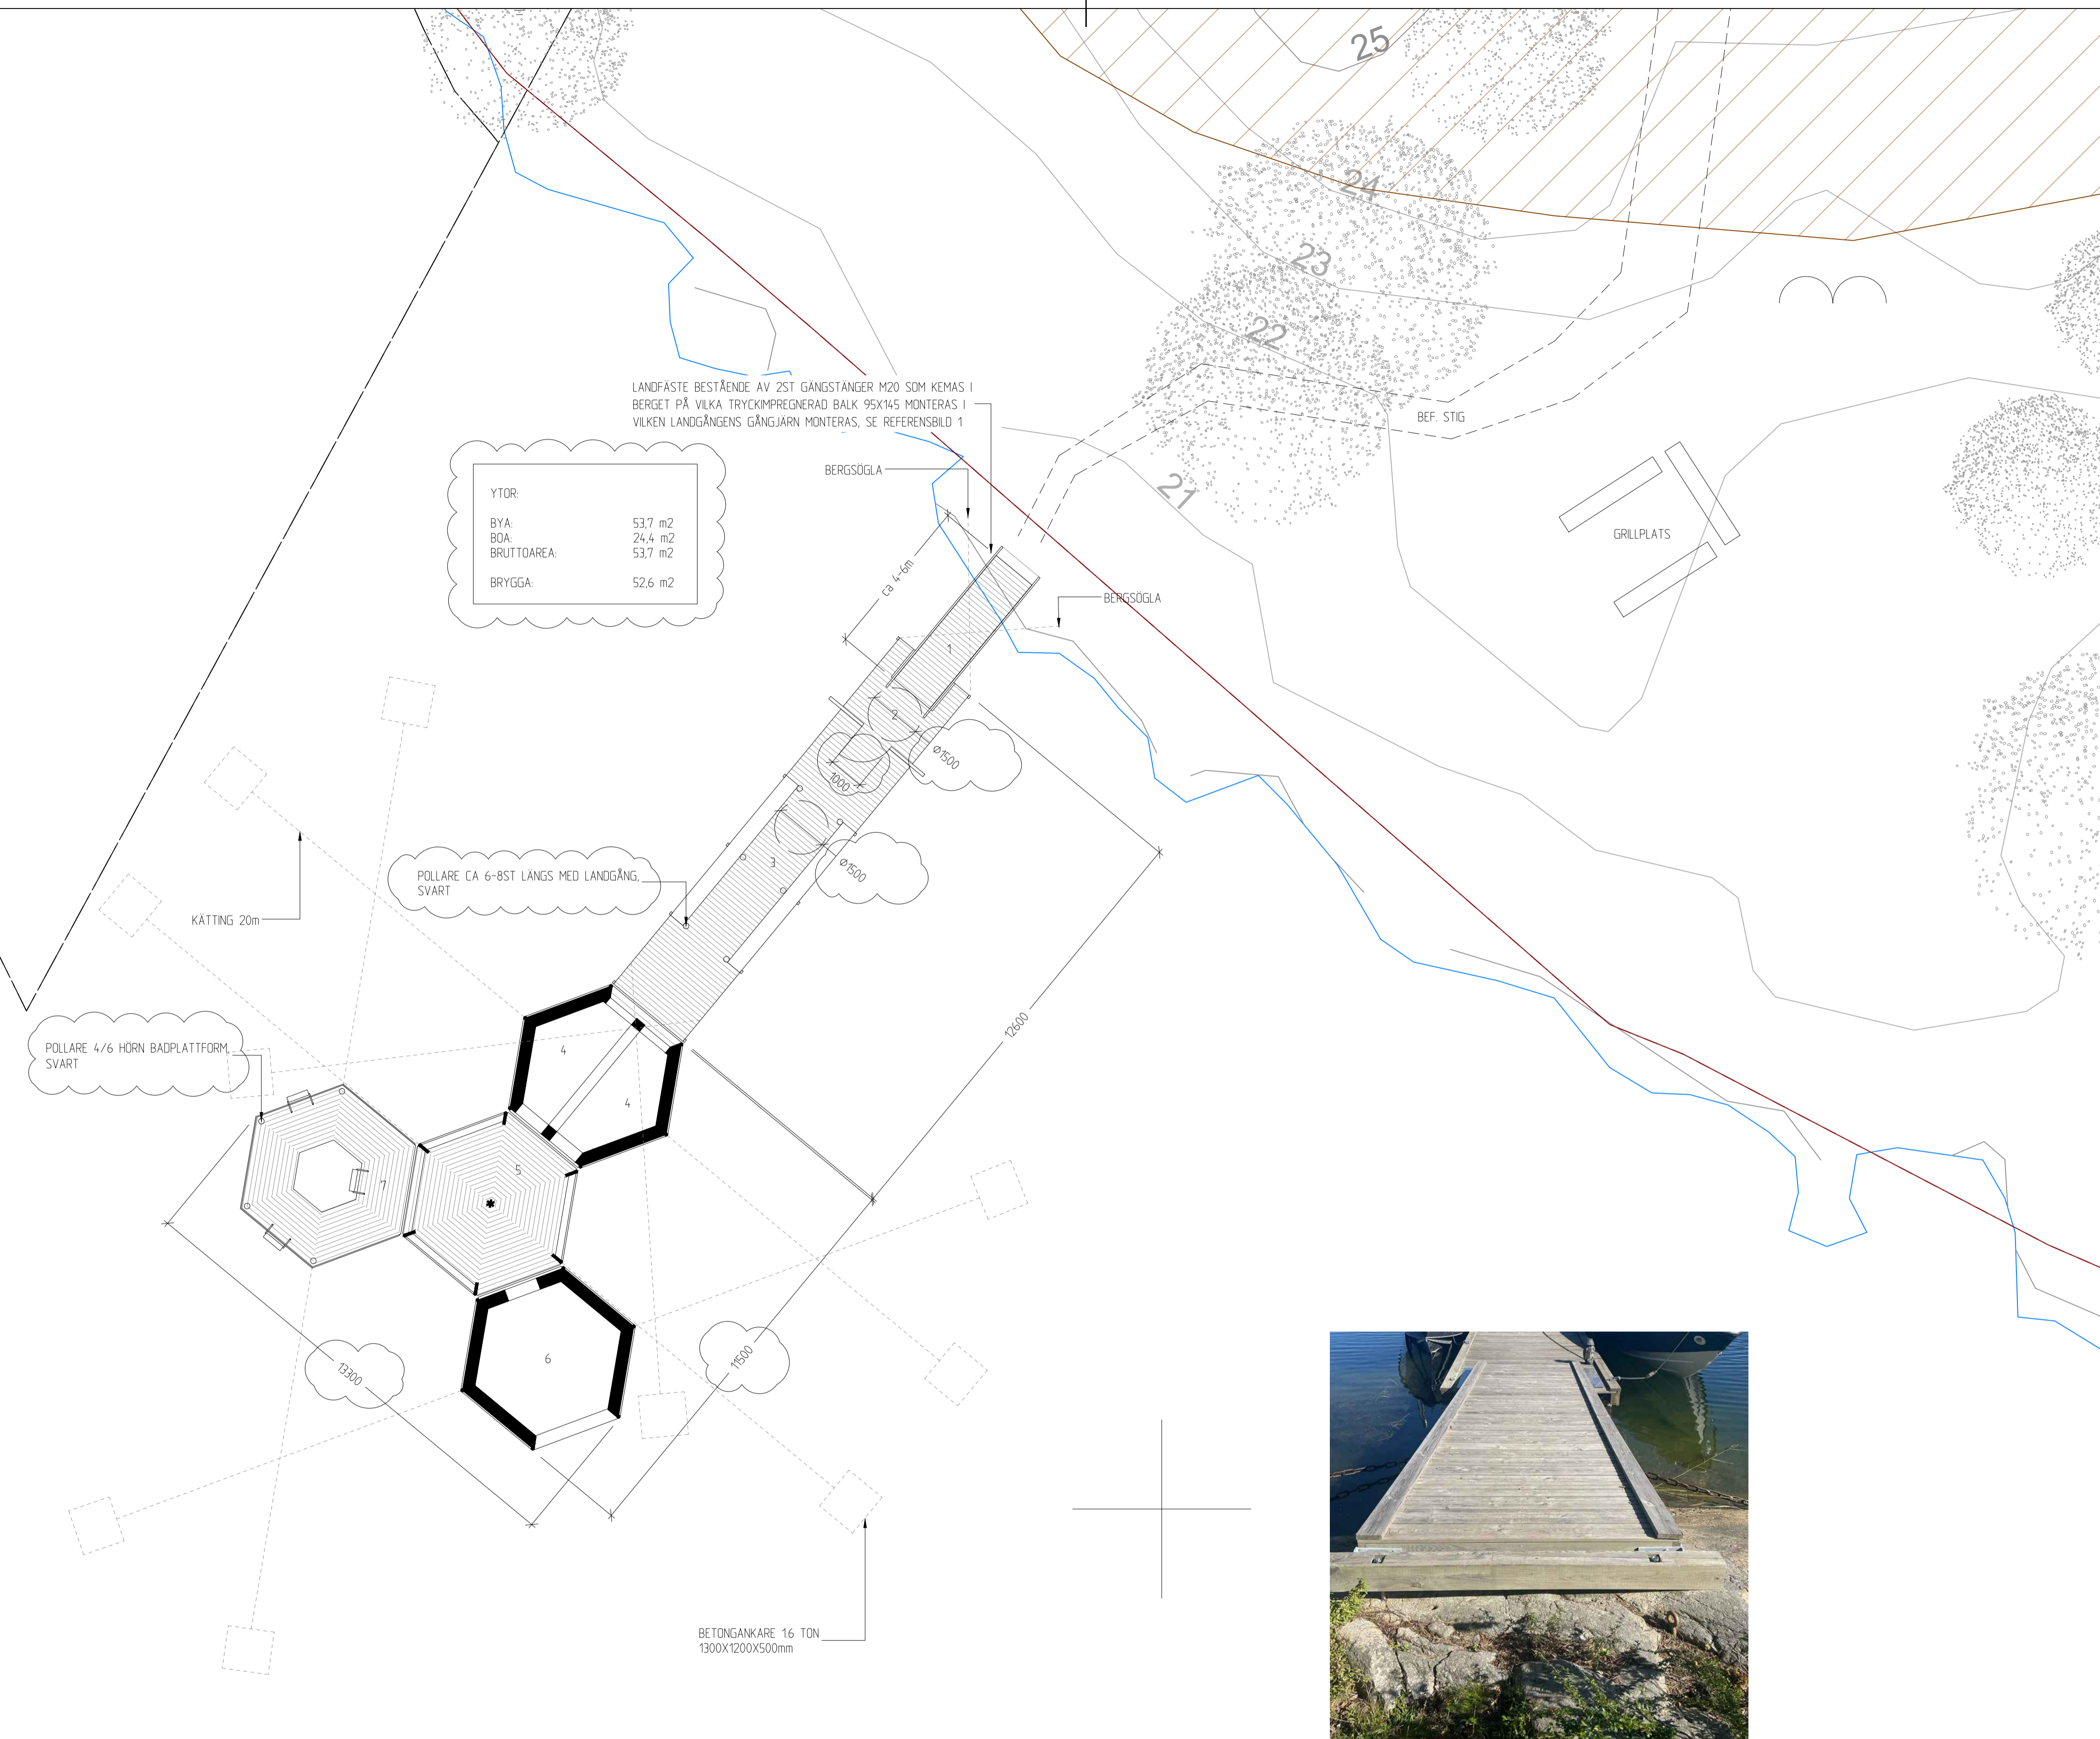 25
24
23
22
21
LANDFÄSTE BESTÅENDE AV 2ST GÄNGSTÄNGER M20 SOM KEMAS I
BERGET PÅ VILKA TRYCKIMPREGNERAD BALK 95X145 MONTERAS I
VILKEN LANDGÅNGENS GÅNGJÄRN MONTERAS, SE REFERENSBILD 1
BEF. STIG
BERGSÖGLA
YTOR:
BYA: 53,7 m2
BOA: 24,4 m2
BRUTTOAREA: 53,7 m2
BRYGGA: 52,6 m2
GRILLPLATS
ca 4-6m
BERGSÖGLA
1
2
Ø1500
1000
3
Ø1500
POLLARE CA 6-8ST LÄNGS MED LANDGÅNG,
SVART
KÄTTING 20m
12600
POLLARE 4/6 HÖRN BADPLATTFORM,
SVART
4
4
5
7
6
13300
11500
BETONGANKARE 1.6 TON
1300X1200X500mm